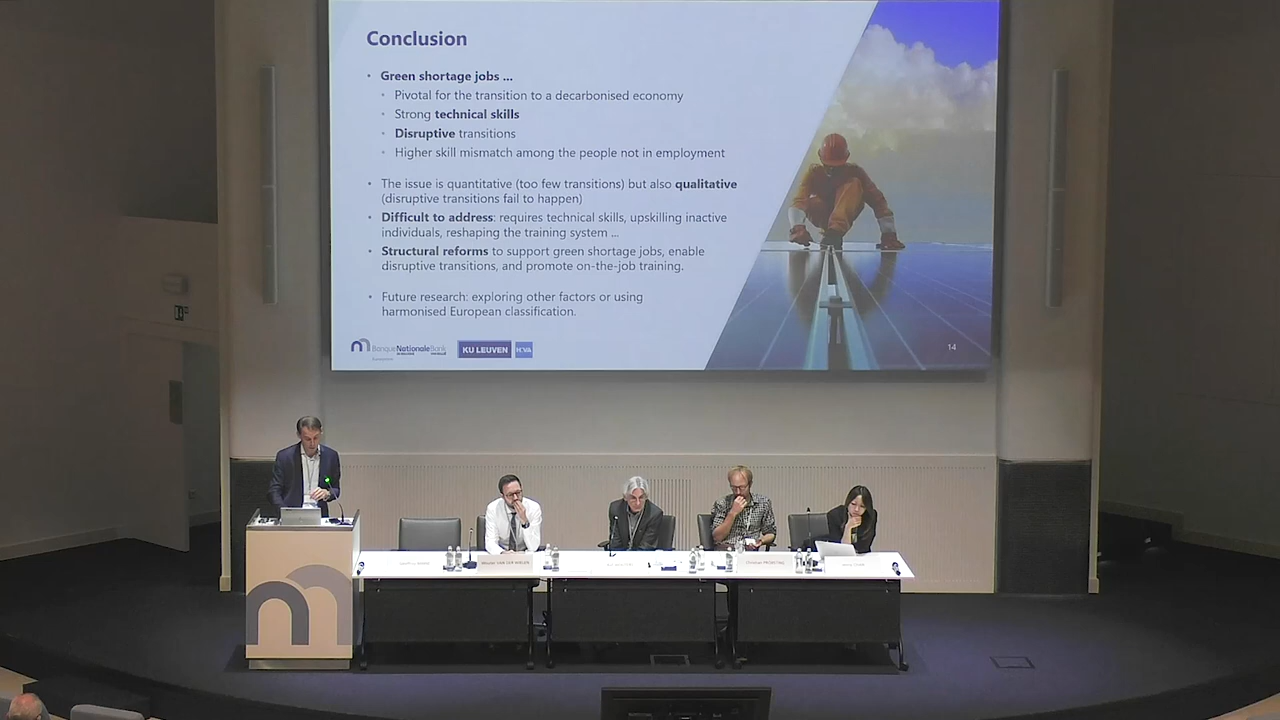 Conclusion
Green shortage jobs ...
Pivotal for the transition to a decarbonised economy
Strong technical skills
Disruptive transitions
Higher skill mismatch among the people not in employment
The issue is quantitative (too few transitions) but also qualitative
(disruptive transitions fail to happen)
Difficult to address: requires technical skills, upskilling inactive
individuals, reshaping the training system ...
Structural reforms to support green shortage jobs, enable
disruptive transitions, and promote on-the-job training.
Future research: exploring other factors or using
harmonised European classification.
BanqueNationaleBank
KU LEUVEN
HIVA
14